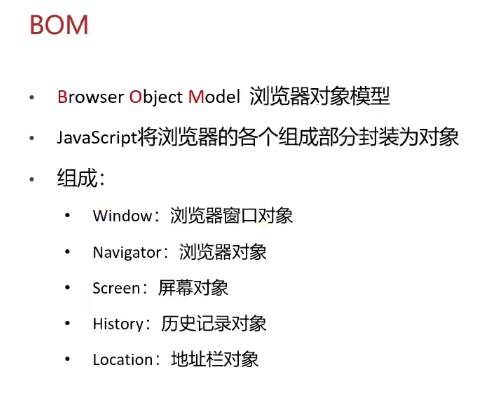 BOM
• Browser Object Model 浏览器对象模型
• JavaScript将浏览器的各个组成部分封装为对象
• 组成：
• Window：浏览器窗口对象
• Navigator：浏览器对象
• Screen：屏幕对象
• History：历史记录对象
• Location：地址栏对象